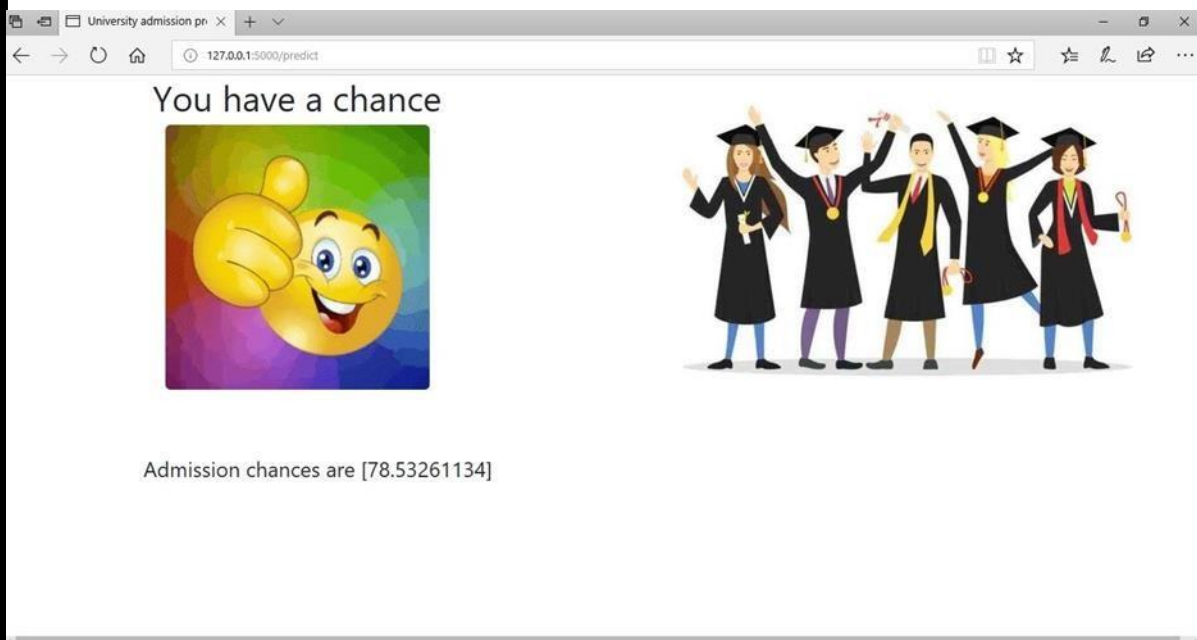 University admission pr
127.0.0.1:5000/predict
You have a chance
Admission chances are [78.53261134]